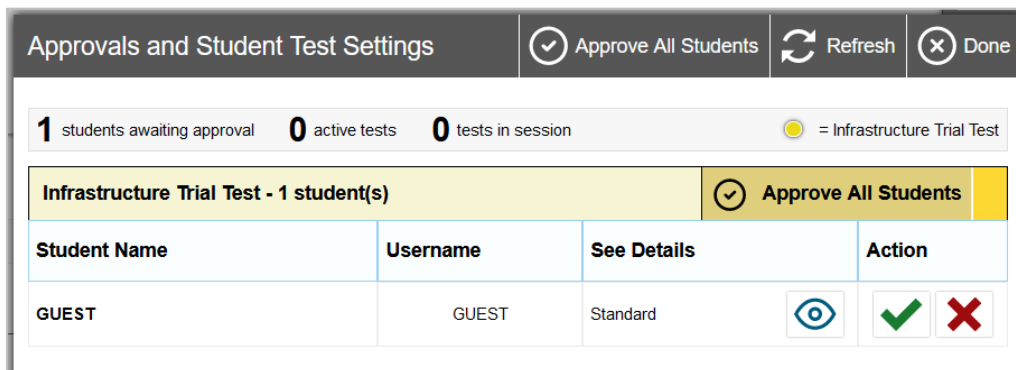 Approvals and Student Test Settings Approve All Students Refresh Done
1 students awaiting approval 0 active tests 0 tests in session = Infrastructure Trial Test
Infrastructure Trial Test - 1 student(s) Approve All Students
Student Name Username See Details Action
GUEST GUEST Standard